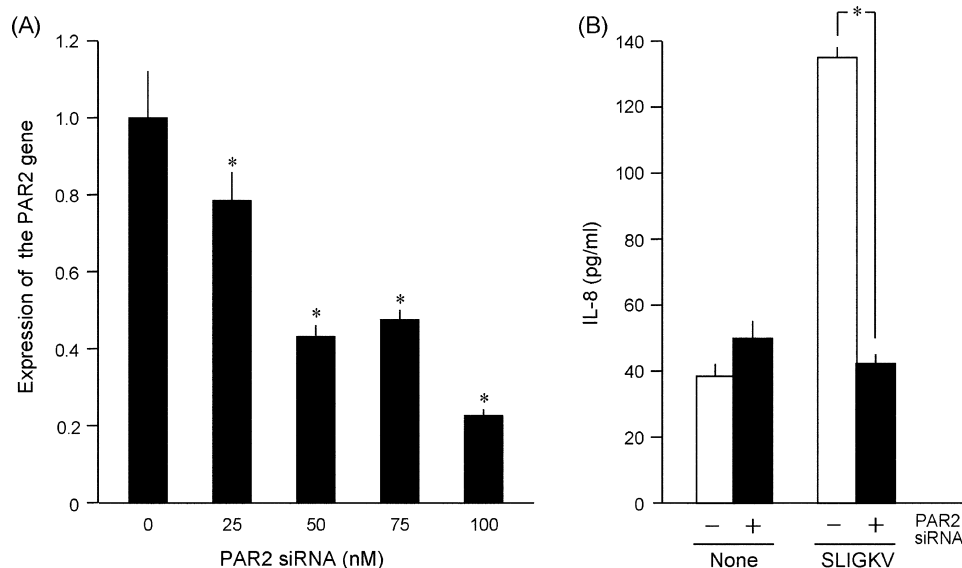 (A)
Expression of the PAR2 gene
1.2
1.0
0.8
0.6
0.4
0.2
0
*
*
*
*
0 25 50 75 100
PAR2 siRNA (nM)
(B)
IL-8 (pg/ml)
140
120
100
80
60
40
20
0
*
− + − + PAR2
siRNA
None SLIGKV